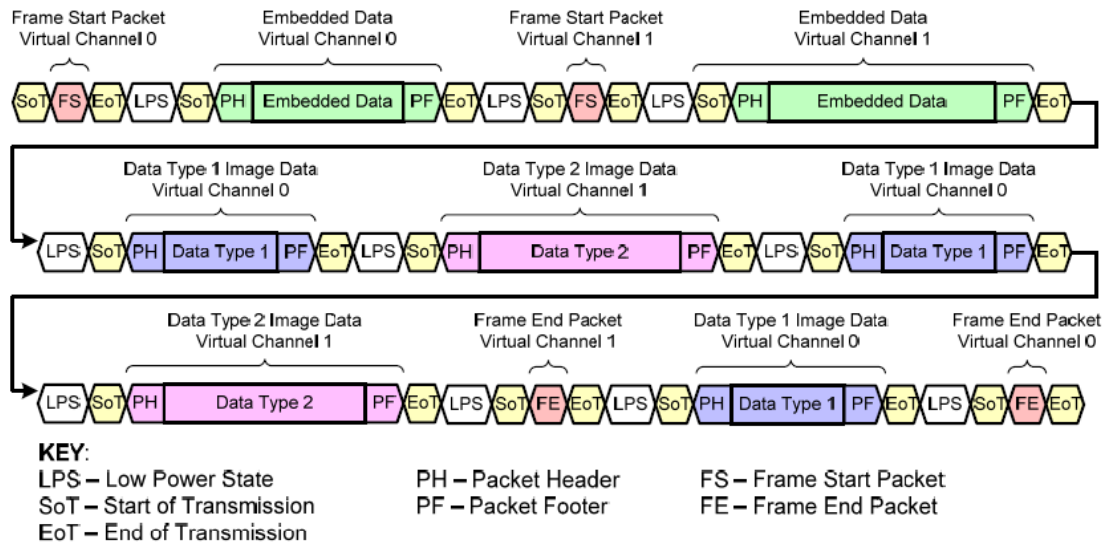 Frame Start Packet Embedded Data Frame Start Packet Embedded Data
Virtual Channel 0 Virtual Channel 0 Virtual Channel 1 Virtual Channel 1
SoT FS EoT LPS SoT PH Embedded Data PF EoT LPS SoT FS EoT LPS SoT PH Embedded Data PF EoT
Data Type 1 Image Data Data Type 2 Image Data Data Type 1 Image Data
Virtual Channel 0 Virtual Channel 1 Virtual Channel 0
LPS SoT PH Data Type 1 PF EoT LPS SoT PH Data Type 2 PF EoT LPS SoT PH Data Type 1 PF EoT
Data Type 2 Image Data Frame End Packet Data Type 1 Image Data Frame End Packet
Virtual Channel 1 Virtual Channel 1 Virtual Channel 0 Virtual Channel 0
LPS SoT PH Data Type 2 PF EoT LPS SoT FE EoT LPS SoT PH Data Type 1 PF EoT LPS SoT FE EoT
KEY:
LPS – Low Power State PH – Packet Header FS – Frame Start Packet
SoT – Start of Transmission PF – Packet Footer FE – Frame End Packet
EoT – End of Transmission